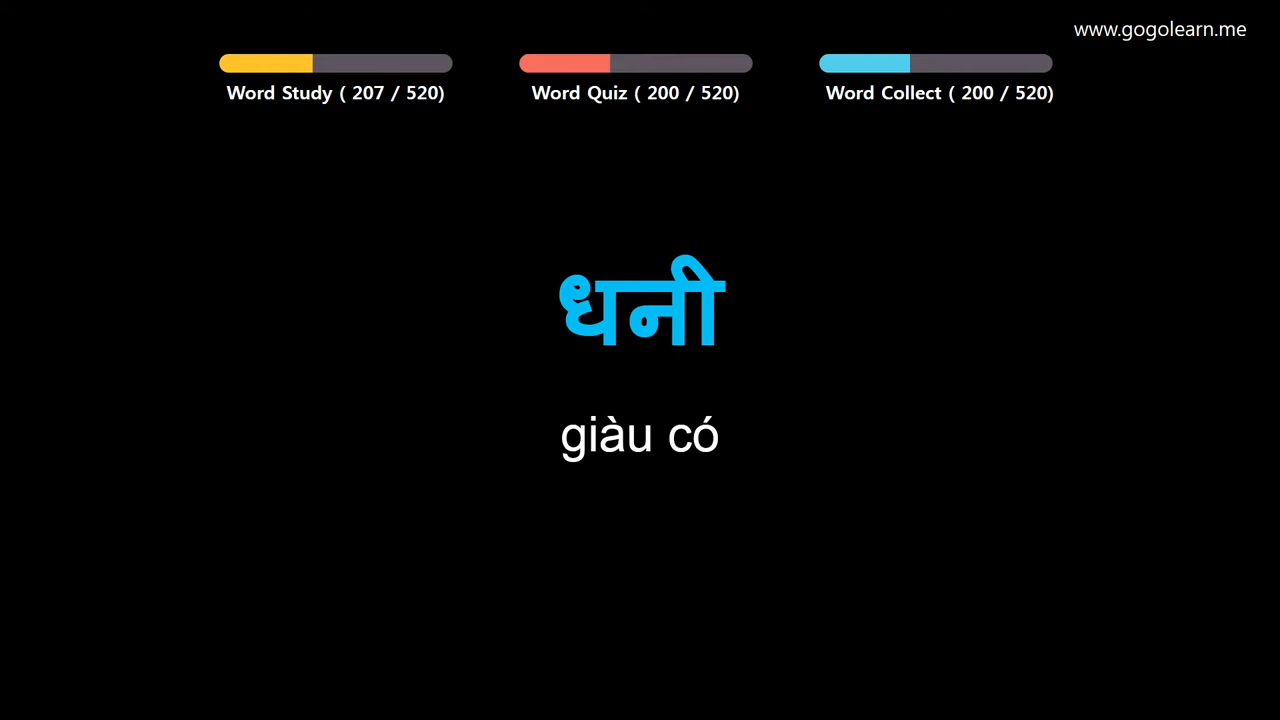 www.gogolearn.me
Word Study ( 207 / 520)
Word Quiz ( 200 / 520)
Word Collect ( 200 / 520)
धनी
giàu có